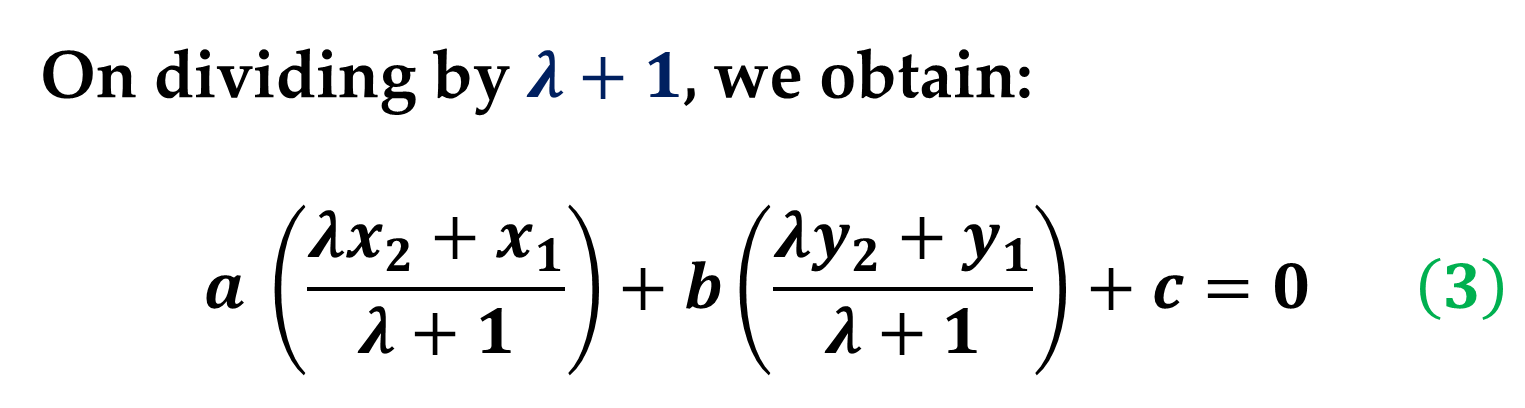 On dividing by λ + 1, we obtain:
a (λx₂ + x₁ / λ + 1) + b (λy₂ + y₁ / λ + 1) + c = 0 (3)